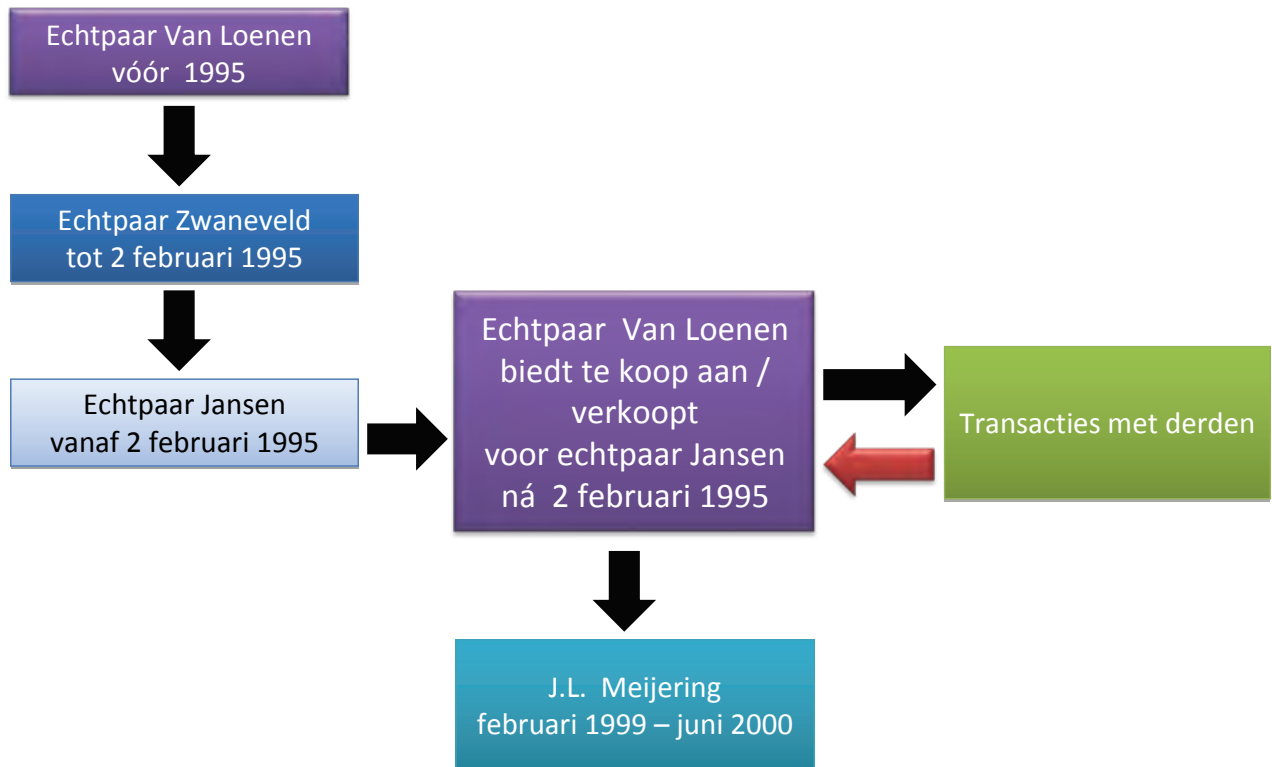 Echtpaar Van Loenen
vóór 1995
Echtpaar Zwaneveld
tot 2 februari 1995
Echtpaar Jansen
vanaf 2 februari 1995
Echtpaar Van Loenen
biedt te koop aan /
verkoopt
voor echtpaar Jansen
ná 2 februari 1995
Transacties met derden
J.L. Meijering
februari 1999 – juni 2000